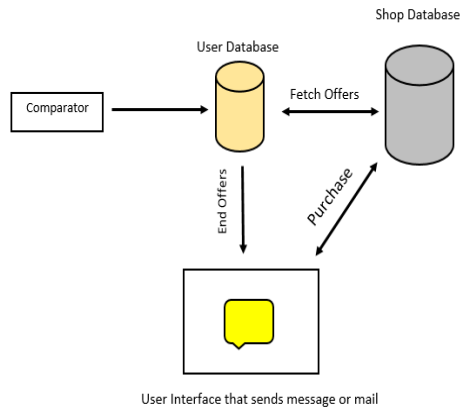 Shop Database
User Database
Comparator
Fetch Offers
End Offers
Purchase
User Interface that sends message or mail